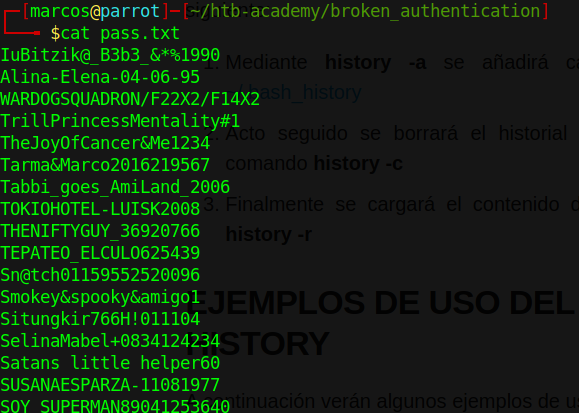 [marcos@parrot]-[~/htb-academy/broken_authentication]
$cat pass.txt
IuBitzik@_B3b3_&*%1990
Alina-Elena-04-06-95
WARDOGSQUADRON/F22X2/F14X2
TrillPrincessMentality#1
TheJoyOfCancer&Me1234
Tarma&Marco2016219567
Tabbi_goes_AmiLand_2006
TOKIOHOTEL-LUISK2008
THENIFTYGUY_36920766
TEPATEO_ELCULO625439
Sn@tch01159552520096
Smokey&spooky&amigo1
Situngkir766H!011104
SelinaMabel+0834124234
Satans little helper60
SUSANAESPARZA-11081977
SOY_SUPERMAN89041253640
1. Mediante history -a se añadirá
bash_history
Acto seguido se borrará el historial
comando history -c
3. Finalmente se cargará el contenido
history -r
EJEMPLOS DE USO DEL
HISTORY
A continuación verán algunos ejemplos de